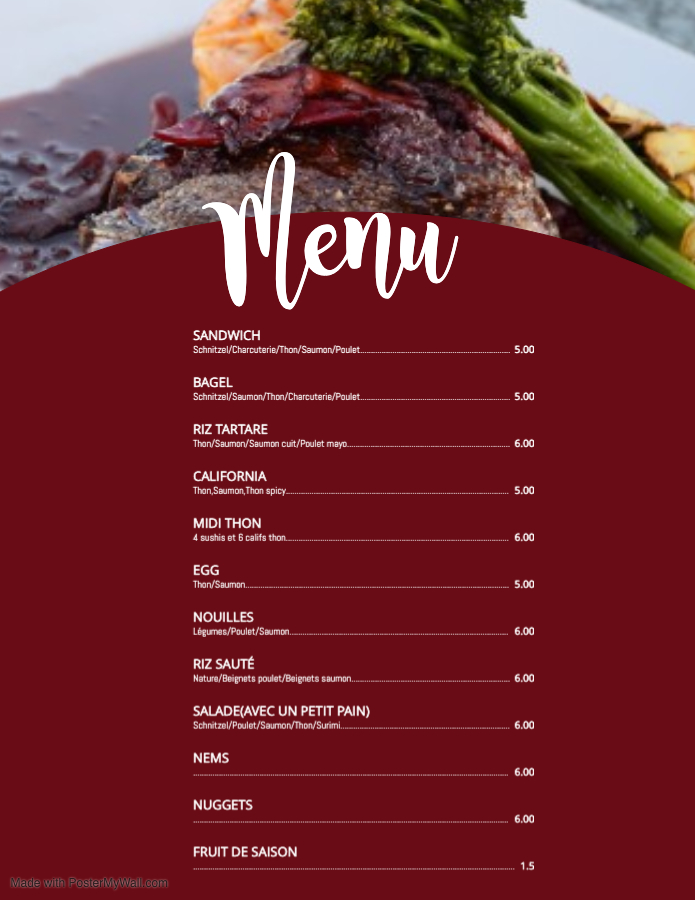 Menu
SANDWICH
Schnitzel/Charcuterie/Thon/Saumon/Poulet 5.00
BAGEL
Schnitzel/Saumon/Thon/Charcuterie/Poulet 5.00
RIZ TARTARE
Thon/Saumon/Saumon cuit/Poulet mayo 6.00
CALIFORNIA
Thon,Saumon,Thon spicy 5.00
MIDI THON
4 sushis et 6 califs thon 6.00
EGG
Thon/Saumon 5.00
NOUILLES
Légumes/Poulet/Saumon 6.00
RIZ SAUTÉ
Nature/Beignets poulet/Beignets saumon 6.00
SALADE(AVEC UN PETIT PAIN)
Schnitzel/Poulet/Saumon/Thon/Surimi 6.00
NEMS
6.00
NUGGETS
6.00
FRUIT DE SAISON
1.5
Made with PosterMyWall.com